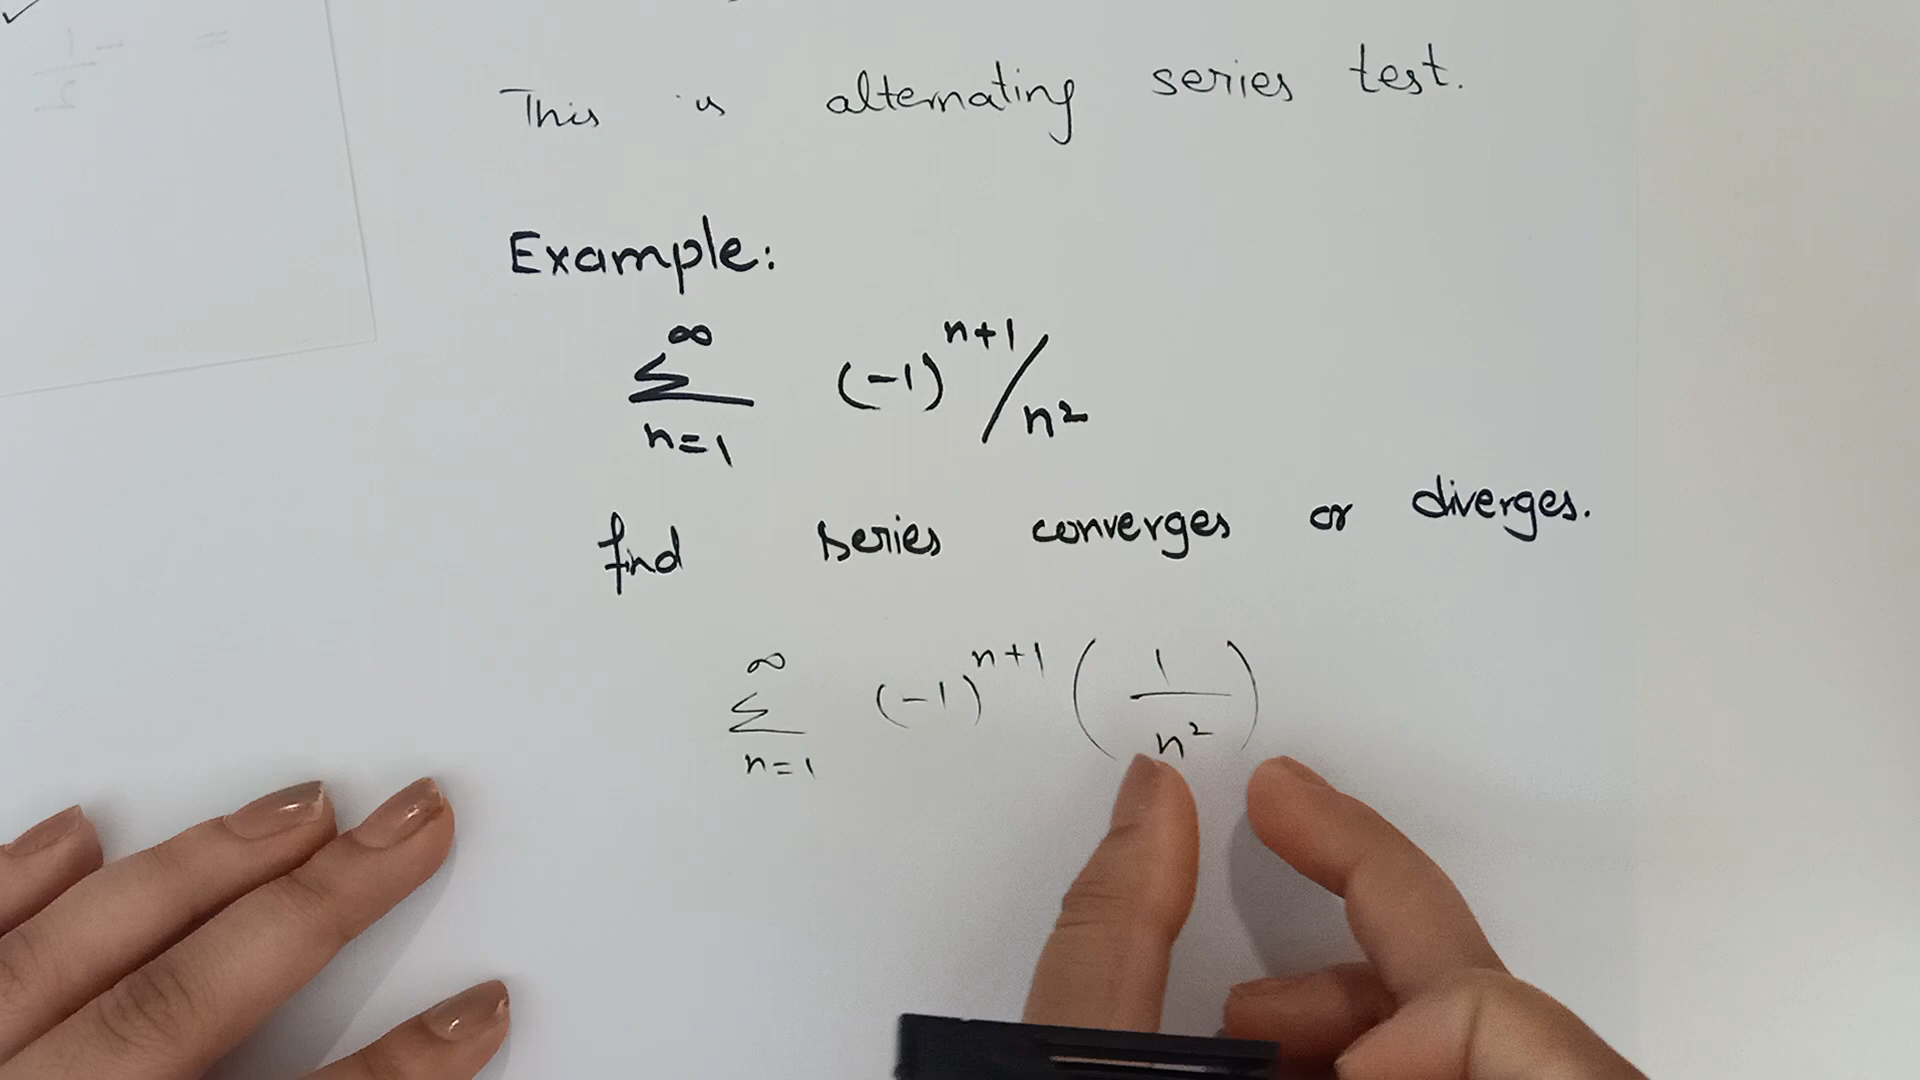 This is alternating series test.
Example:
∞
∑ (-1)^{n+1}/n²
n=1
find series converges or diverges.
∞
∑ (-1)^{n+1} (1/n²)
n=1